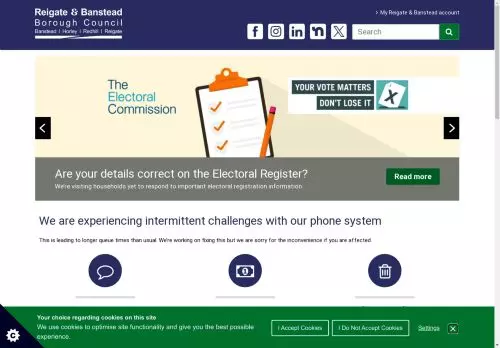 Reigate & Banstead
Borough Council
Banstead | Horley | Redhill | Reigate
> My Reigate & Banstead account
Search
The
Electoral
Commission
YOUR VOTE MATTERS
DON'T LOSE IT
Are your details correct on the Electoral Register?
We're visiting households yet to respond to important electoral registration information.
Read more
We are experiencing intermittent challenges with our phone system
This is leading to longer queue times than usual. We're working on fixing this but we are sorry for the inconvenience if you are affected.
Your choice regarding cookies on this site
We use cookies to optimise site functionality and give you the best possible
experience.
I Accept Cookies
I Do Not Accept Cookies
Settings